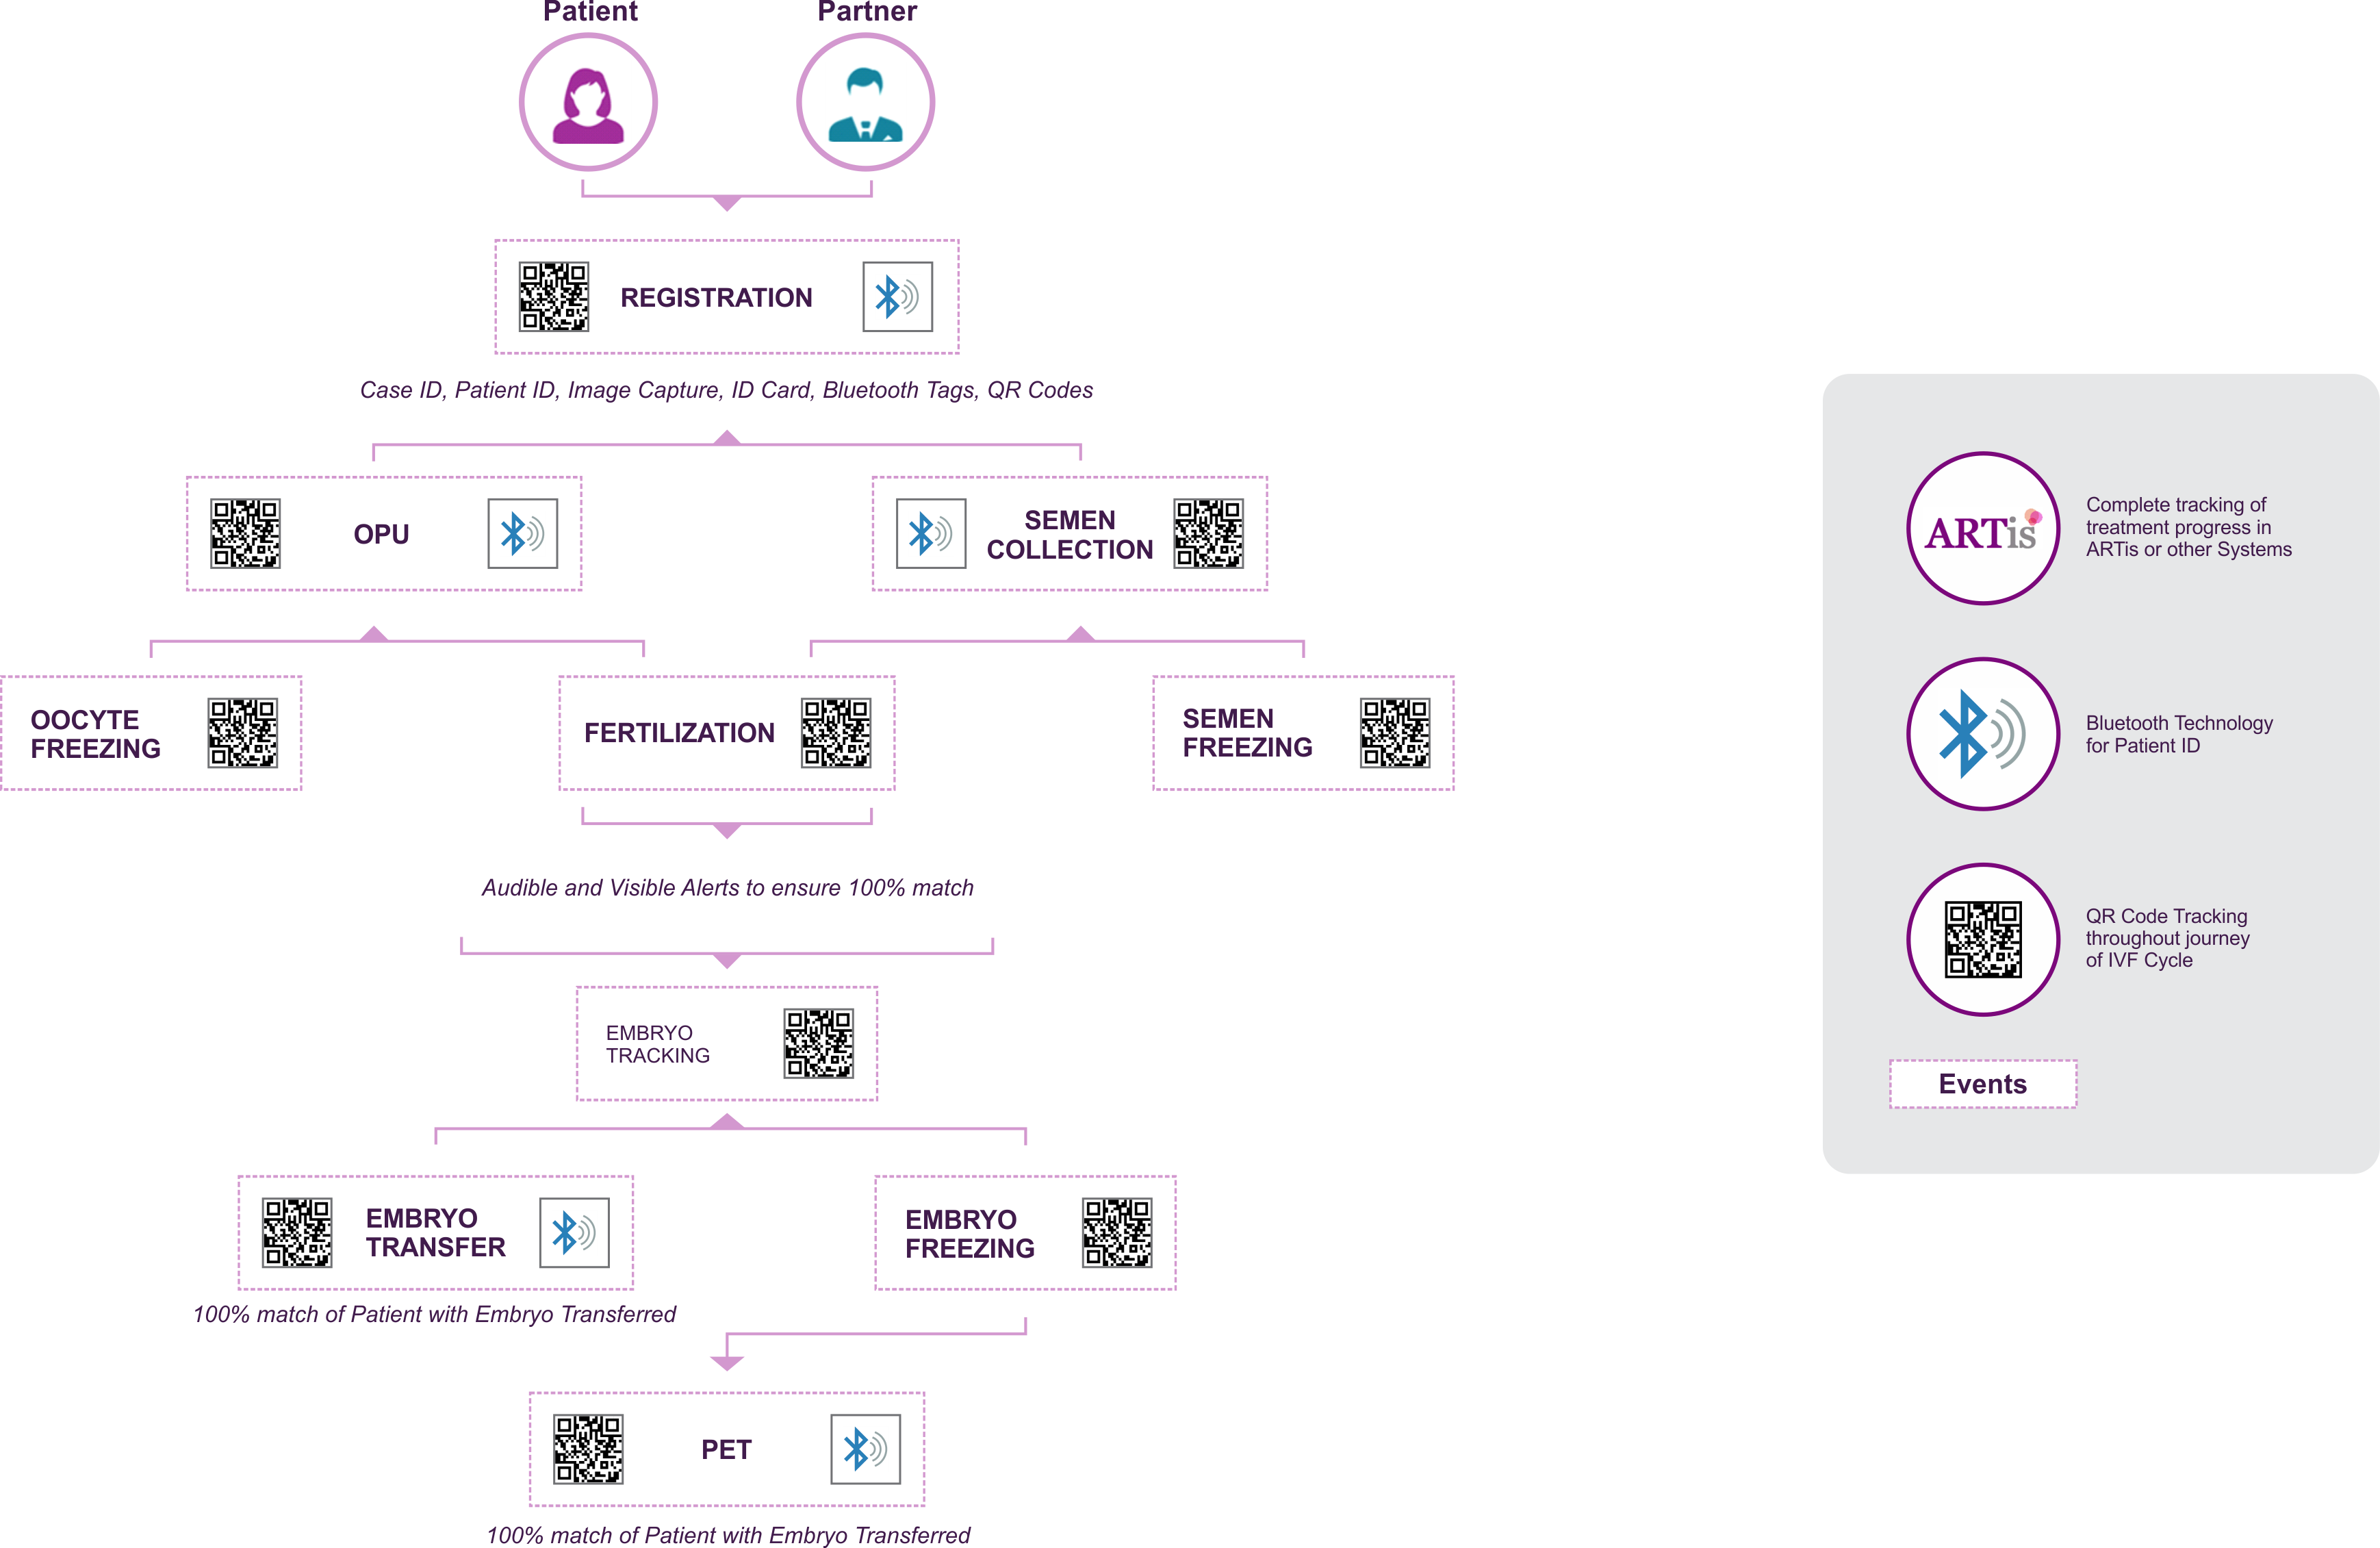 Patient
Partner
REGISTRATION
Case ID, Patient ID, Image Capture, ID Card, Bluetooth Tags, QR Codes
OPU
SEMEN
COLLECTION
OOCYTE
FREEZING
FERTILIZATION
SEMEN
FREEZING
Audible and Visible Alerts to ensure 100% match
EMBRYO
TRACKING
EMBRYO
TRANSFER
100% match of Patient with Embryo Transferred
EMBRYO
FREEZING
PET
100% match of Patient with Embryo Transferred
ARTis
Complete tracking of
treatment progress in
ARTis or other Systems
Bluetooth Technology
for Patient ID
QR Code Tracking
throughout journey
of IVF Cycle
Events